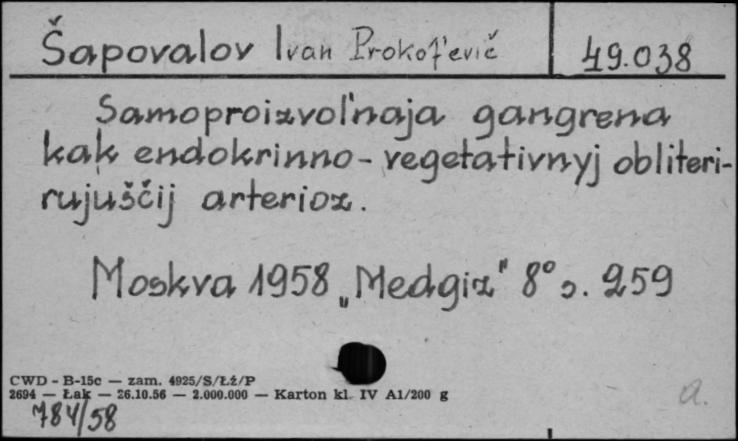 Šapovalov Ivan Prokof'evič 49.038
Samoproizvol'naja gangrena
kak endokrinno-vegetativnyj obliteri-
rujuščij arterioz.
Moskva 1958 „Medgiz" 8° s. 259
CWD - B-15c — zam. 4925/S/Łź/P
2694 — Łak — 26.10.56 — 2.000.000 — Karton kl. IV A1/200 g
784/58
a.